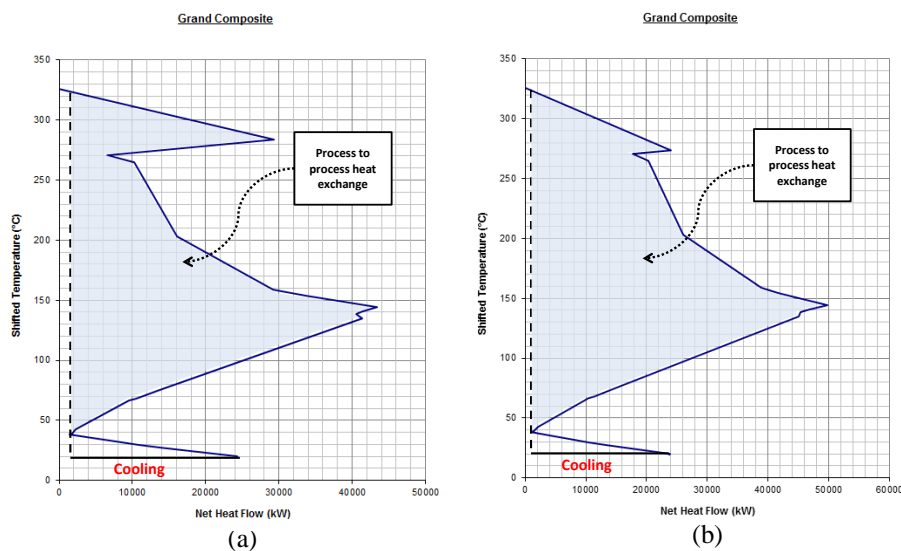 Grand Composite
350
300
250
200
150
100
50
0
Shifted Temperature (°C)
Process to
process heat
exchange
Cooling
0
10000
20000
30000
40000
50000
Net Heat Flow (kW)
(a)
Grand Composite
350
300
250
200
150
100
50
0
Shifted Temperature (°C)
Process to
process heat
exchange
Cooling
0
10000
20000
30000
40000
50000
60000
Net Heat Flow (kW)
(b)